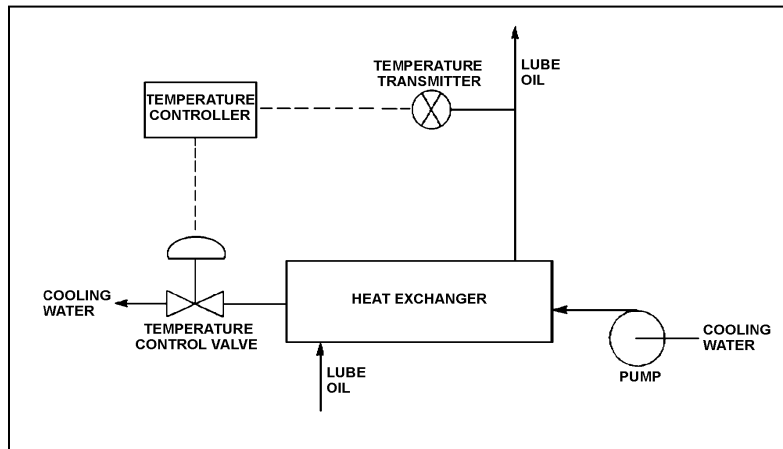 TEMPERATURE
TRANSMITTER
LUBE
OIL
TEMPERATURE
CONTROLLER
HEAT EXCHANGER
COOLING
WATER
TEMPERATURE
CONTROL VALVE
COOLING
WATER
PUMP
LUBE
OIL